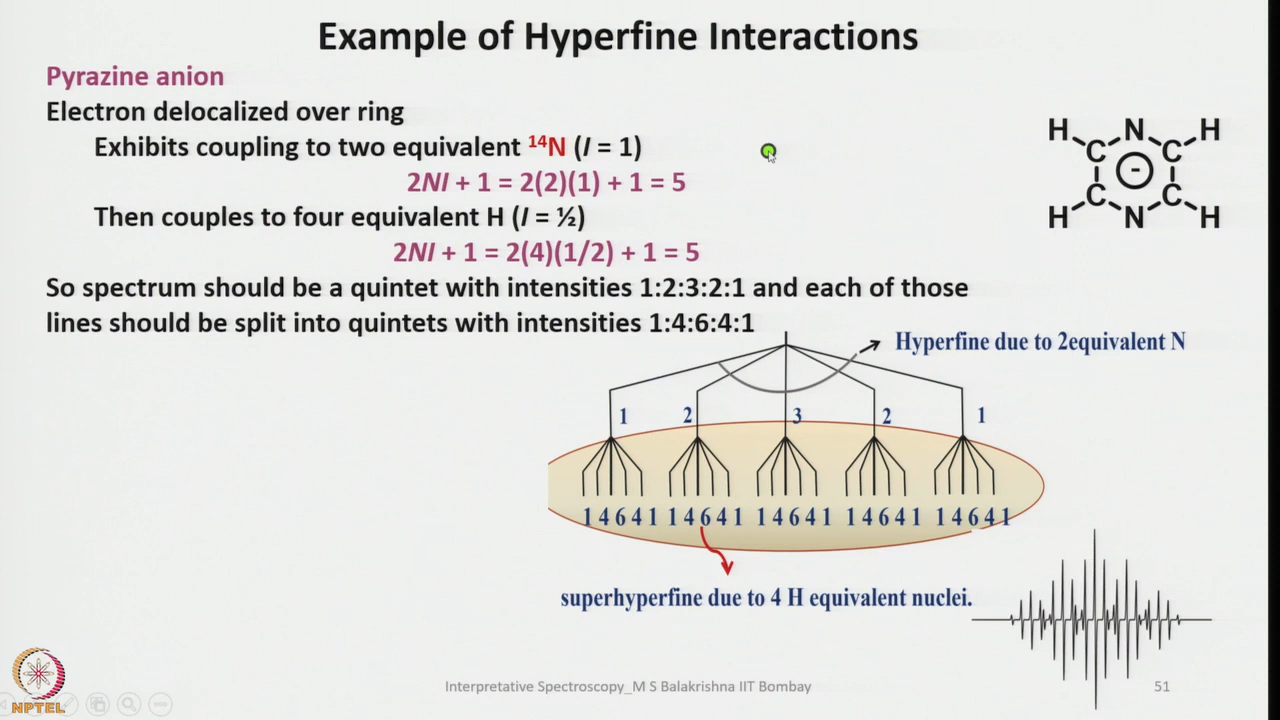 Example of Hyperfine Interactions
Pyrazine anion
Electron delocalized over ring
Exhibits coupling to two equivalent ¹⁴N (I = 1)
2NI + 1 = 2(2)(1) + 1 = 5
Then couples to four equivalent H (I = ½)
2NI + 1 = 2(4)(1/2) + 1 = 5
So spectrum should be a quintet with intensities 1:2:3:2:1 and each of those
lines should be split into quintets with intensities 1:4:6:4:1
H N H
C C
-
C C
H N H
Hyperfine due to 2equivalent N
1 2 3 2 1
1 4 6 4 1 1 4 6 4 1 1 4 6 4 1 1 4 6 4 1 1 4 6 4 1
superhyperfine due to 4 H equivalent nuclei.
NPTEL
Interpretative Spectroscopy_M S Balakrishna IIT Bombay
51